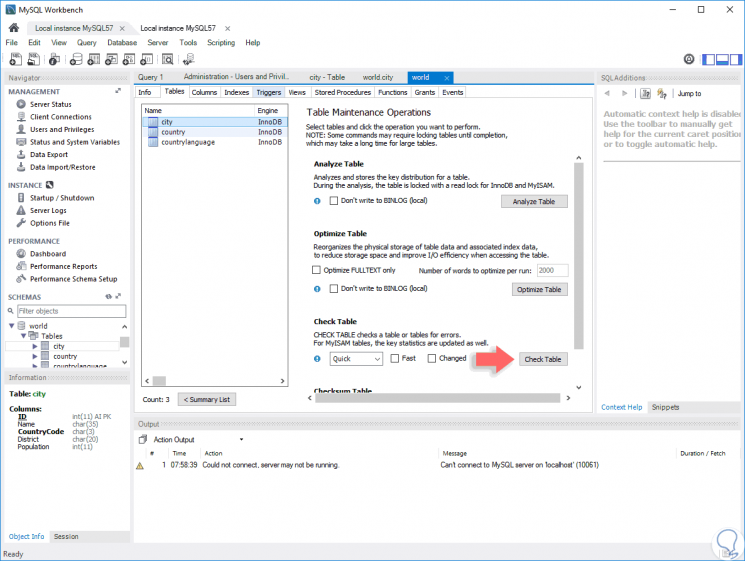 MySQL Workbench
Local instance MySQL57
Local instance MySQL57
File Edit View Query Database Server Tools Scripting Help
Navigator
MANAGEMENT
Server Status
Client Connections
Users and Privileges
Status and System Variables
Data Export
Data Import/Restore
INSTANCE
Startup / Shutdown
Server Logs
Options File
PERFORMANCE
Dashboard
Performance Reports
Performance Schema Setup
SCHEMAS
Filter objects
world
Tables
city
country
countrylanguage
Information
Table: city
Columns:
ID int(11) AI PK
Name char(35)
CountryCode char(3)
District char(20)
Population int(11)
Object Info Session
Query 1 Administration - Users and Privil.. city - Table world.city world
Info Tables Columns Indexes Triggers Views Stored Procedures Functions Grants Events
Name Engine
city InnoDB
country InnoDB
countrylanguage InnoDB
Count: 3 < Summary List
Table Maintenance Operations
Select tables and click the operation you want to perform.
NOTE: Some commands may require locking tables until completion,
which may take a long time for large tables.
Analyze Table
Analyzes and stores the key distribution for a table.
During the analysis, the table is locked with a read lock for InnoDB and MyISAM.
Don't write to BINLOG (local) Analyze Table
Optimize Table
Reorganizes the physical storage of table data and associated index data,
to reduce storage space and improve I/O efficiency when accessing the table.
Optimize FULLTEXT only Number of words to optimize per run: 2000
Don't write to BINLOG (local) Optimize Table
Check Table
CHECK TABLE checks a table or tables for errors.
For MyISAM tables, the key statistics are updated as well.
Quick Fast Changed Check Table
Checksum Table
SQLAdditions
Jump to
Automatic context help is disabled.
Use the toolbar to manually get
help for the current caret position
or to toggle automatic help.
Context Help Snippets
Output
Action Output
# Time Action Message Duration / Fetch
1 07:58:39 Could not connect, server may not be running. Can't connect to MySQL server on 'localhost' (10061)
Ready